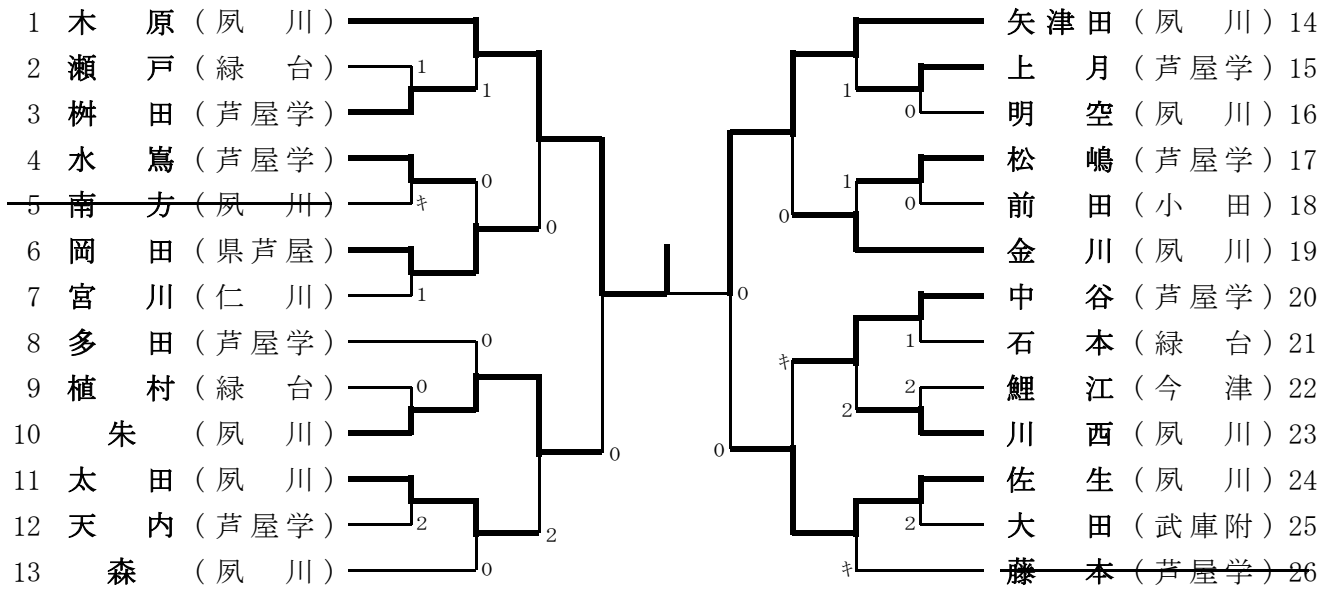 1 木 原 (夙 川)
2 瀬 戸 (緑 台)
3 桝 田 (芦屋学)
4 水 嶌 (芦屋学)
5 南 方 (夙 川)
6 岡 田 (県芦屋)
7 宮 川 (仁 川)
8 多 田 (芦屋学)
9 植 村 (緑 台)
10 朱 (夙 川)
11 太 田 (夙 川)
12 天 内 (芦屋学)
13 森 (夙 川)
1
1
0
キ
0
1
0
0
0
2
2
0
矢津田 (夙 川) 14
上 月 (芦屋学) 15
明 空 (夙 川) 16
松 嶋 (芦屋学) 17
前 田 (小 田) 18
金 川 (夙 川) 19
中 谷 (芦屋学) 20
石 本 (緑 台) 21
鯉 江 (今 津) 22
川 西 (夙 川) 23
佐 生 (夙 川) 24
大 田 (武庫附) 25
藤 本 (芦屋学) 26
1
0
1
0
0
0
1
キ
2
2
0
2
キ